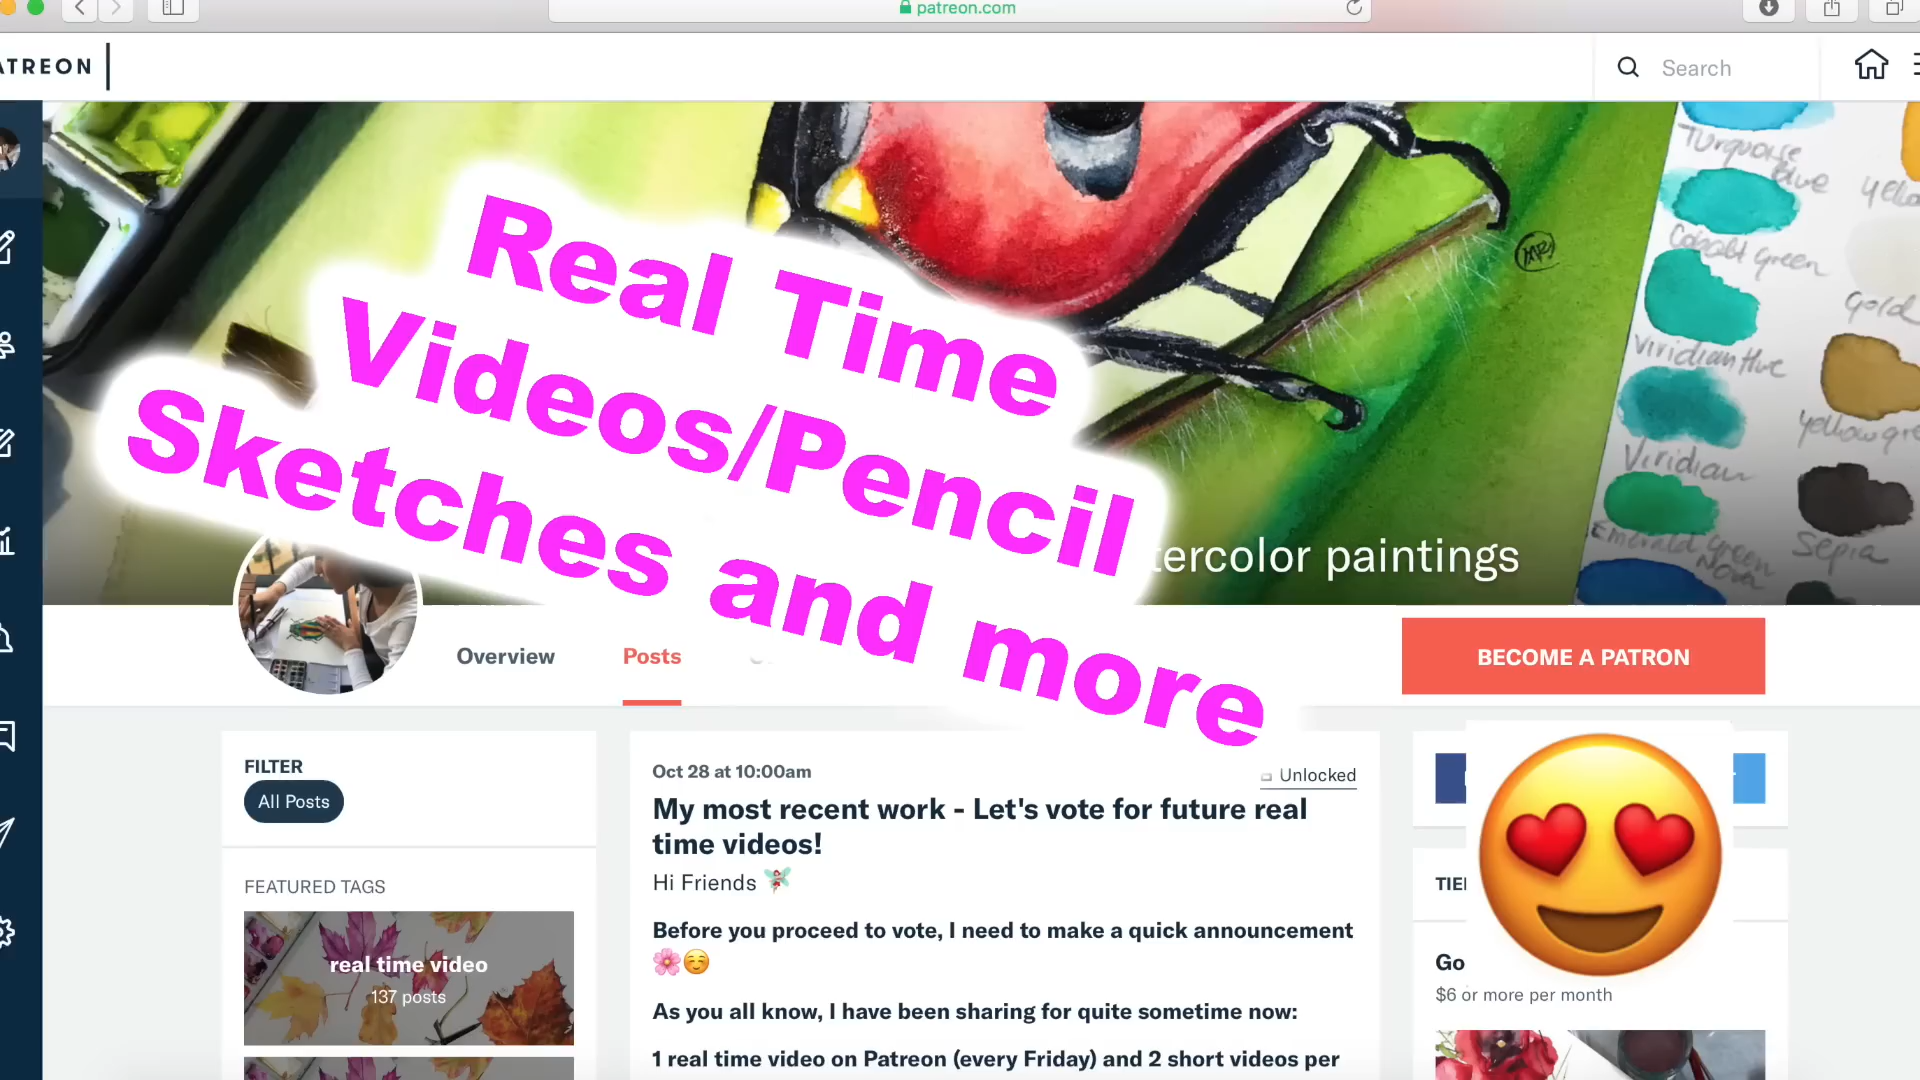 patreon.com
ATREON
Search
Turquoise
Blue
Cobalt Green
Gold
Viridian Hue
Yellow gre
Viridian
Sepia
Emerald Green
Nova
Real Time
Videos/Pencil
Sketches and more
tercolor paintings
Overview
Posts
BECOME A PATRON
FILTER
All Posts
Oct 28 at 10:00am
Unlocked
My most recent work - Let's vote for future real
time videos!
Hi Friends 🧚
FEATURED TAGS
Before you proceed to vote, I need to make a quick announcement
🌸☺️
real time video
137 posts
As you all know, I have been sharing for quite sometime now:
1 real time video on Patreon (every Friday) and 2 short videos per
TIE
Go
$6 or more per month